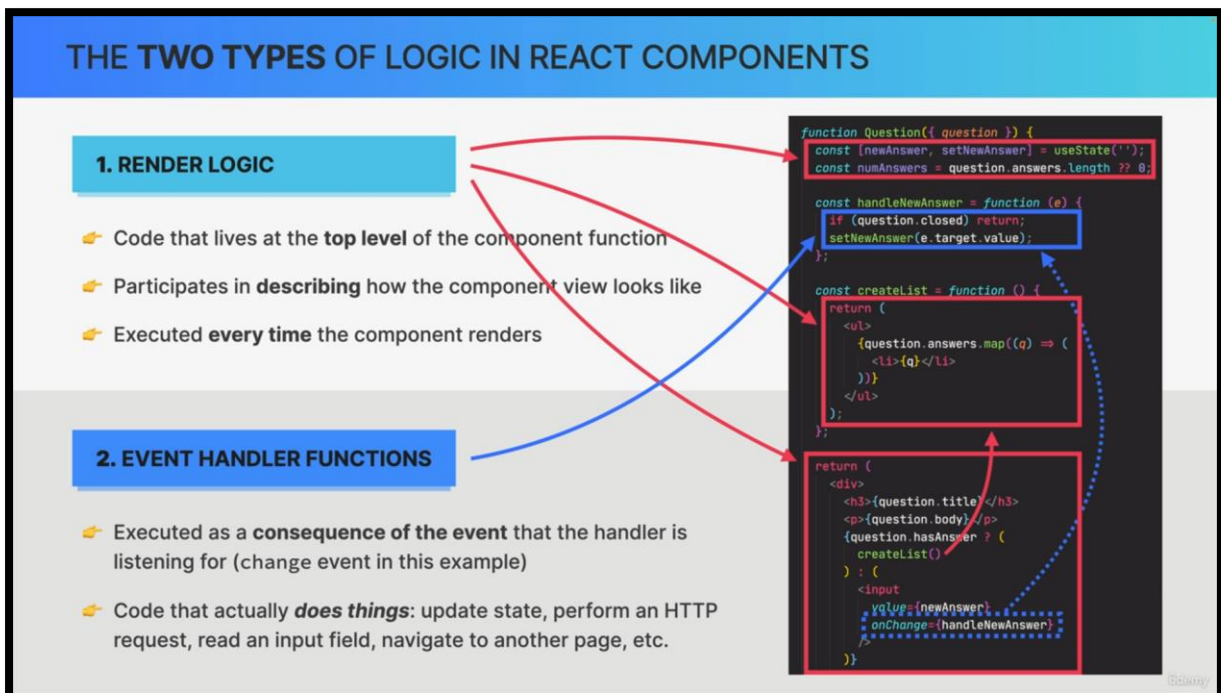 THE TWO TYPES OF LOGIC IN REACT COMPONENTS
1. RENDER LOGIC
👉 Code that lives at the top level of the component function
👉 Participates in describing how the component view looks like
👉 Executed every time the component renders
2. EVENT HANDLER FUNCTIONS
👉 Executed as a consequence of the event that the handler is
listening for (change event in this example)
👉 Code that actually does things: update state, perform an HTTP
request, read an input field, navigate to another page, etc.
function Question({ question }) {
const [newAnswer, setNewAnswer] = useState('');
const numAnswers = question.answers.length ?? 0;
const handleNewAnswer = function (e) {
if (question.closed) return;
setNewAnswer(e.target.value);
};
const createList = function () {
return (
<ul>
{question.answers.map((q) ⇒ (
<li>{q}</li>
))}
</ul>
);
};
return (
<div>
<h3>{question.title}</h3>
<p>{question.body}</p>
{question.hasAnswer ? (
createList()
) : (
<input
value={newAnswer}
onChange={handleNewAnswer}
/>
)}
Udemy